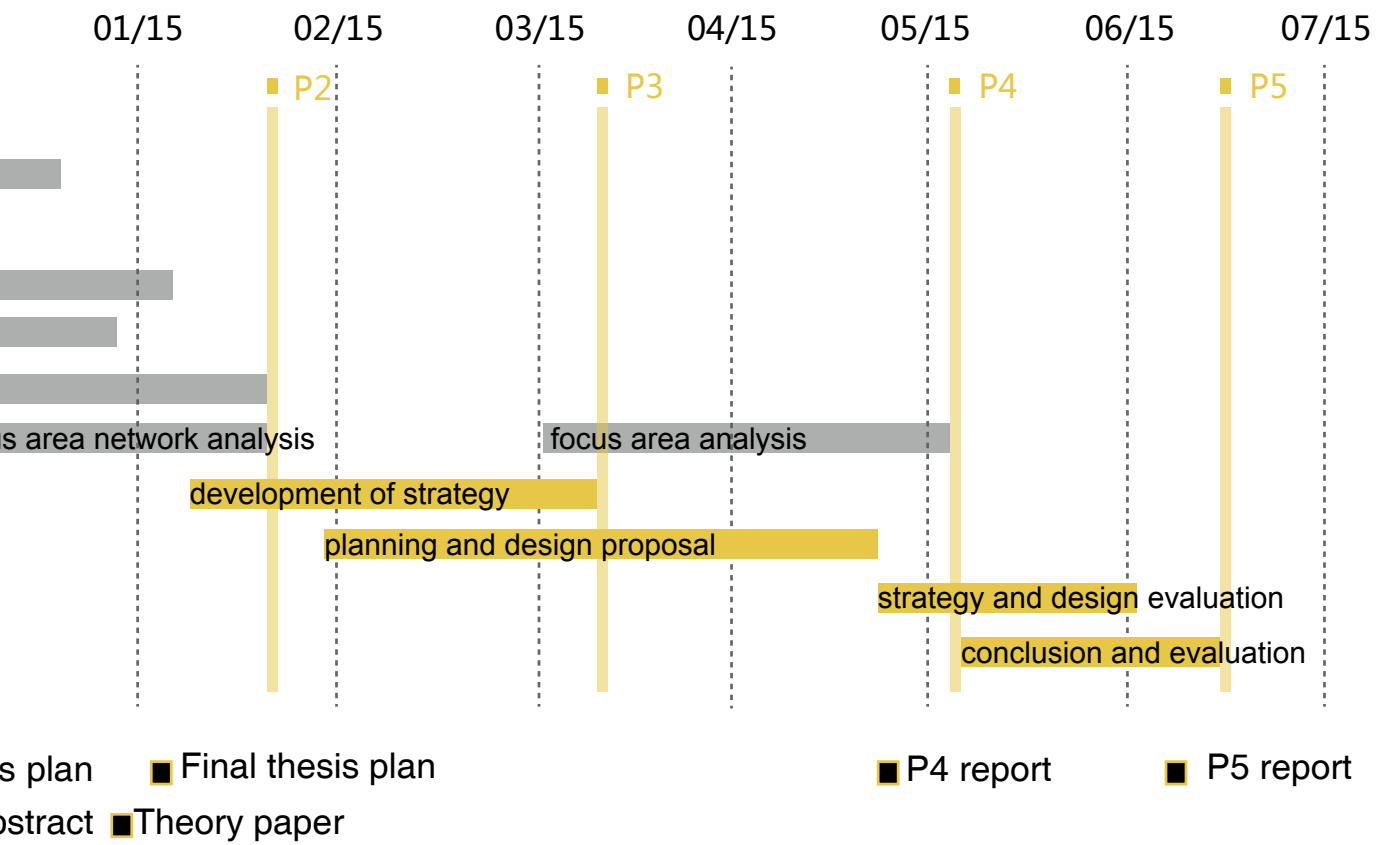 01/15 02/15 03/15 04/15 05/15 06/15 07/15
P2 P3 P4 P5
area network analysis focus area analysis
development of strategy
planning and design proposal
strategy and design evaluation
conclusion and evaluation
plan Final thesis plan P4 report P5 report
Theory paper